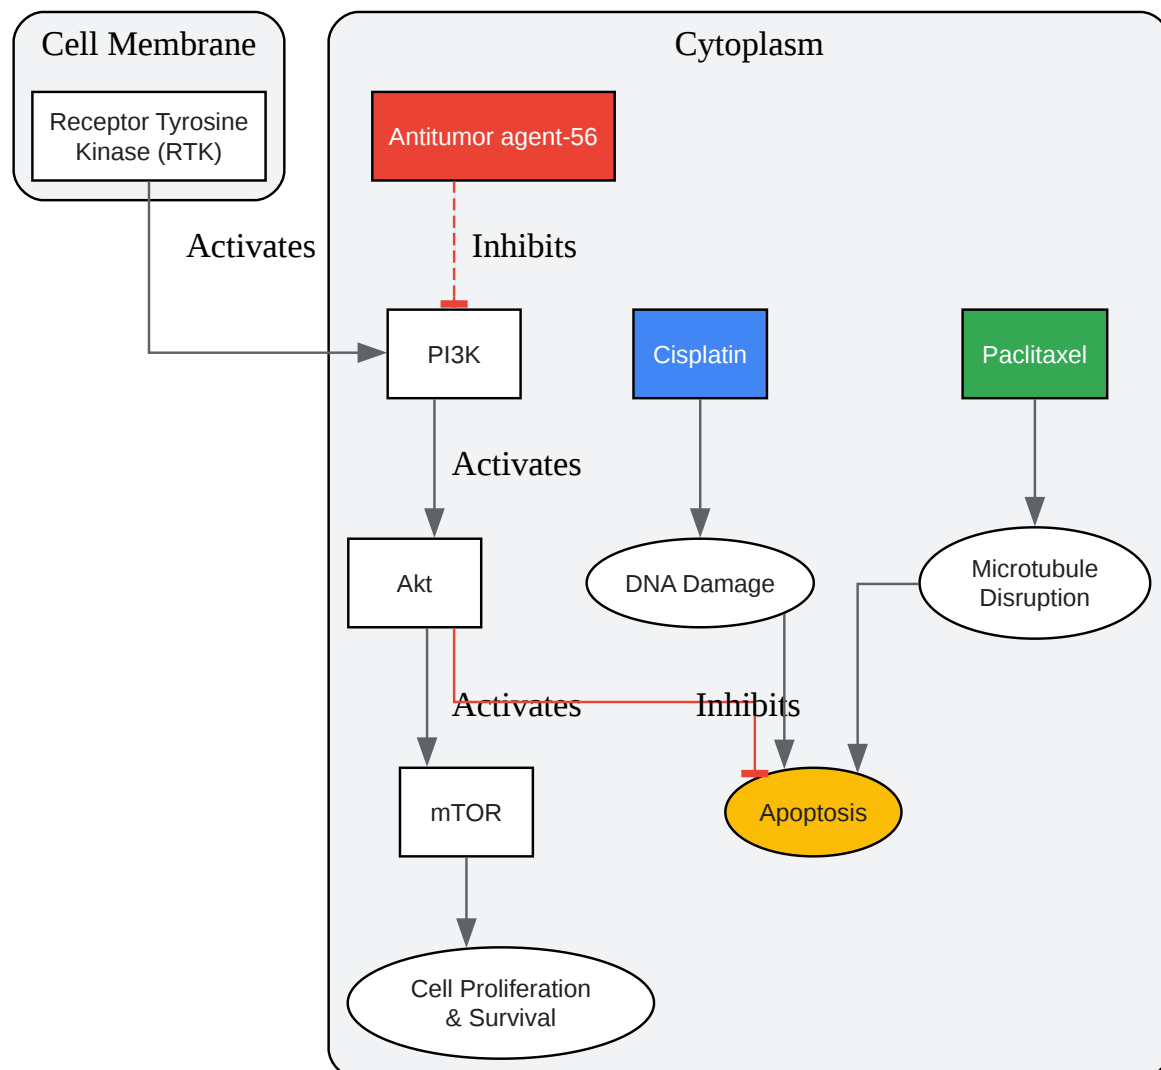 Cell Membrane
Cytoplasm
Receptor Tyrosine
Kinase (RTK)
Antitumor agent-56
Activates
Inhibits
PI3K
Cisplatin
Paclitaxel
Activates
Akt
DNA Damage
Microtubule
Disruption
Activates
Inhibits
mTOR
Apoptosis
Cell Proliferation
& Survival